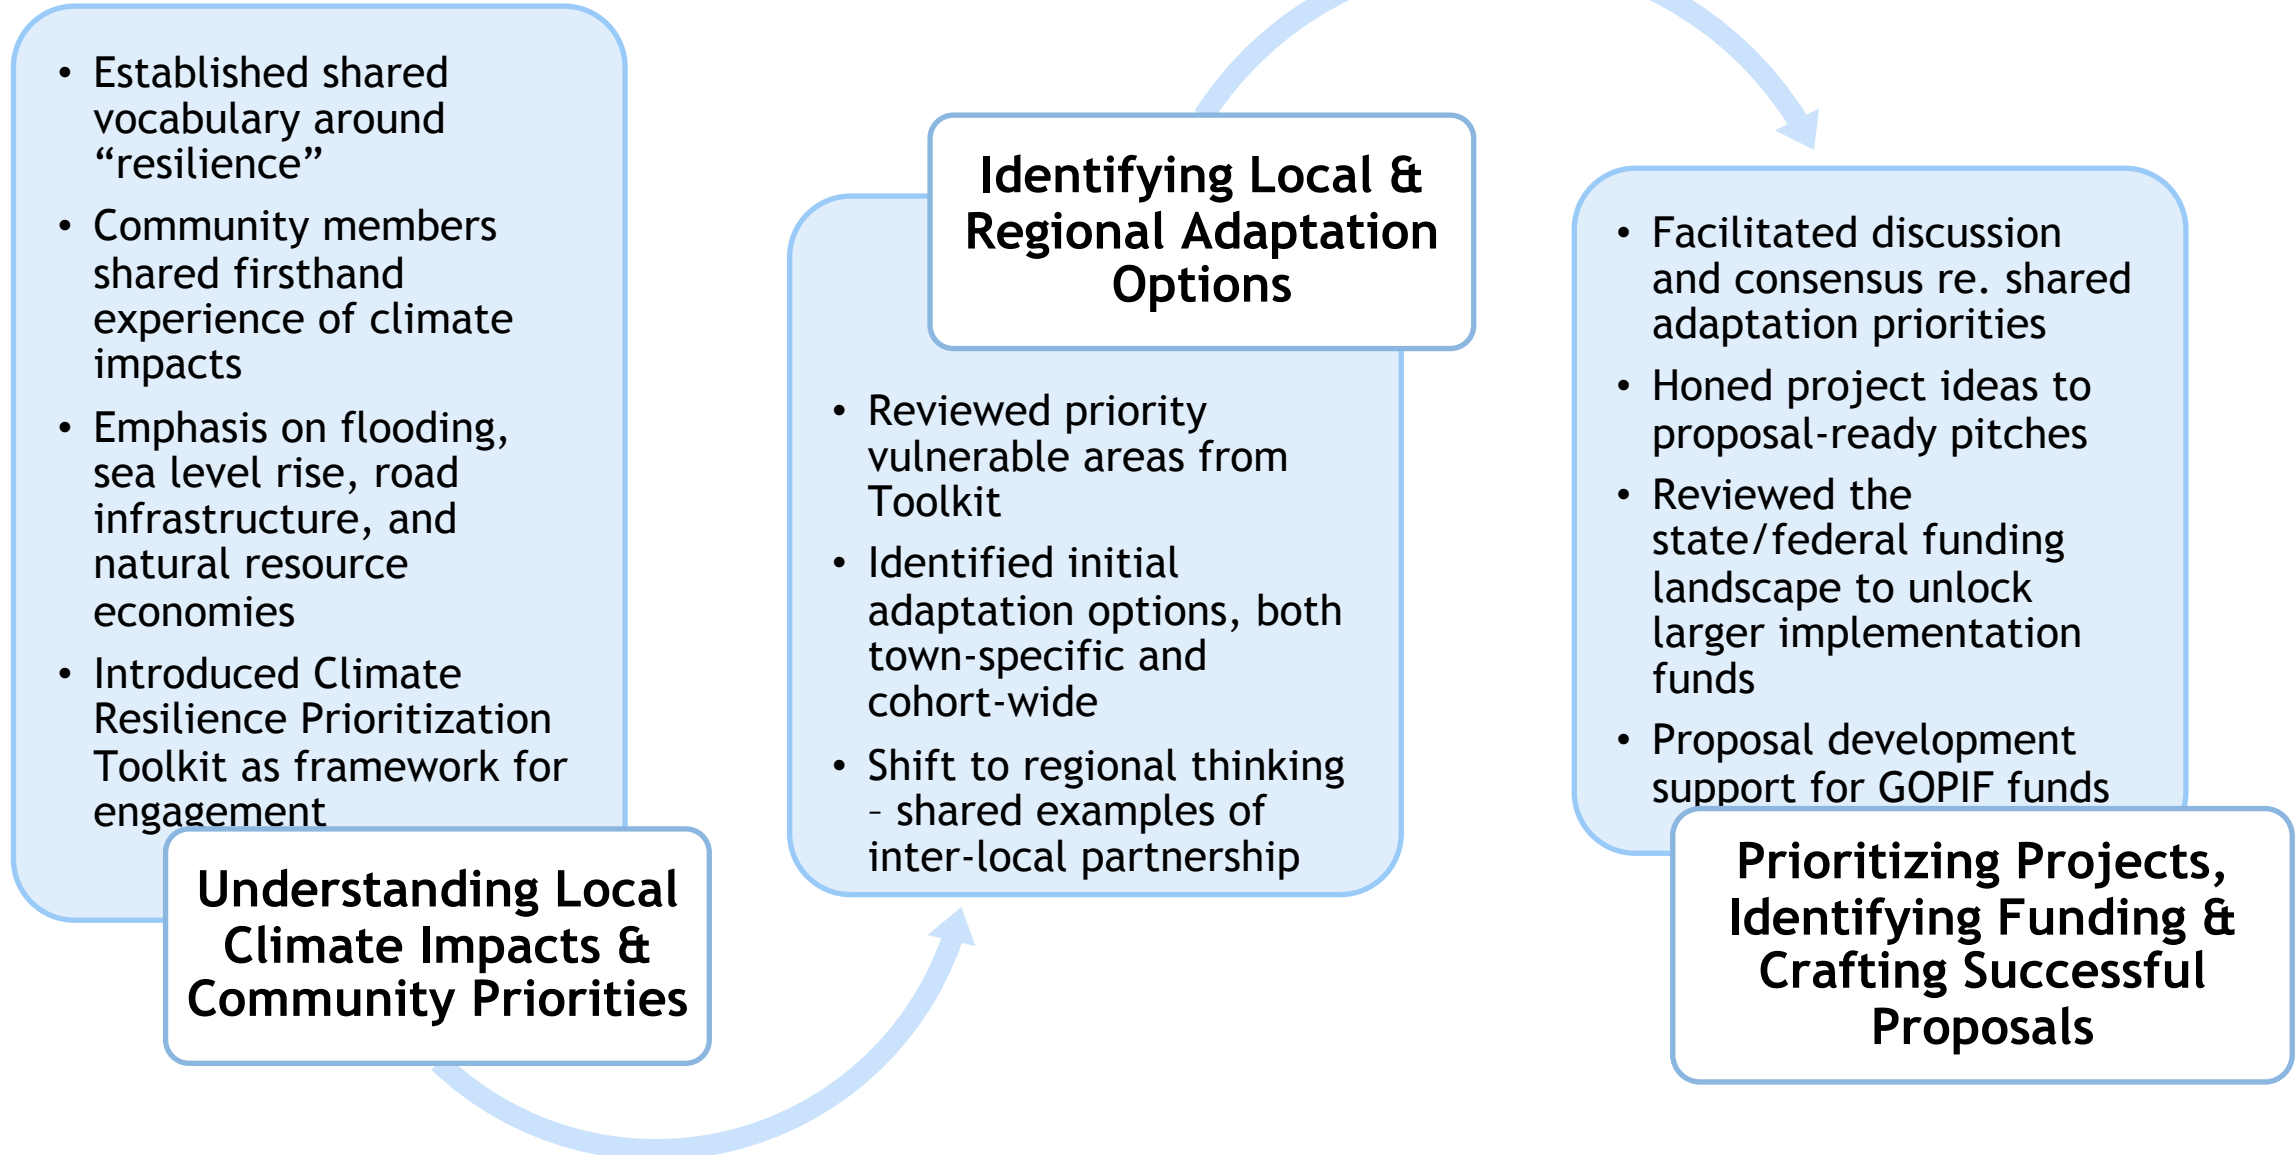 • Established shared
vocabulary around
“resilience”
• Community members
shared firsthand
experience of climate
impacts
• Emphasis on flooding,
sea level rise, road
infrastructure, and
natural resource
economies
• Introduced Climate
Resilience Prioritization
Toolkit as framework for
engagement
Understanding Local
Climate Impacts &
Community Priorities
Identifying Local &
Regional Adaptation
Options
• Reviewed priority
vulnerable areas from
Toolkit
• Identified initial
adaptation options, both
town-specific and
cohort-wide
• Shift to regional thinking
– shared examples of
inter-local partnership
• Facilitated discussion
and consensus re. shared
adaptation priorities
• Honed project ideas to
proposal-ready pitches
• Reviewed the
state/federal funding
landscape to unlock
larger implementation
funds
• Proposal development
support for GOPIF funds
Prioritizing Projects,
Identifying Funding &
Crafting Successful
Proposals